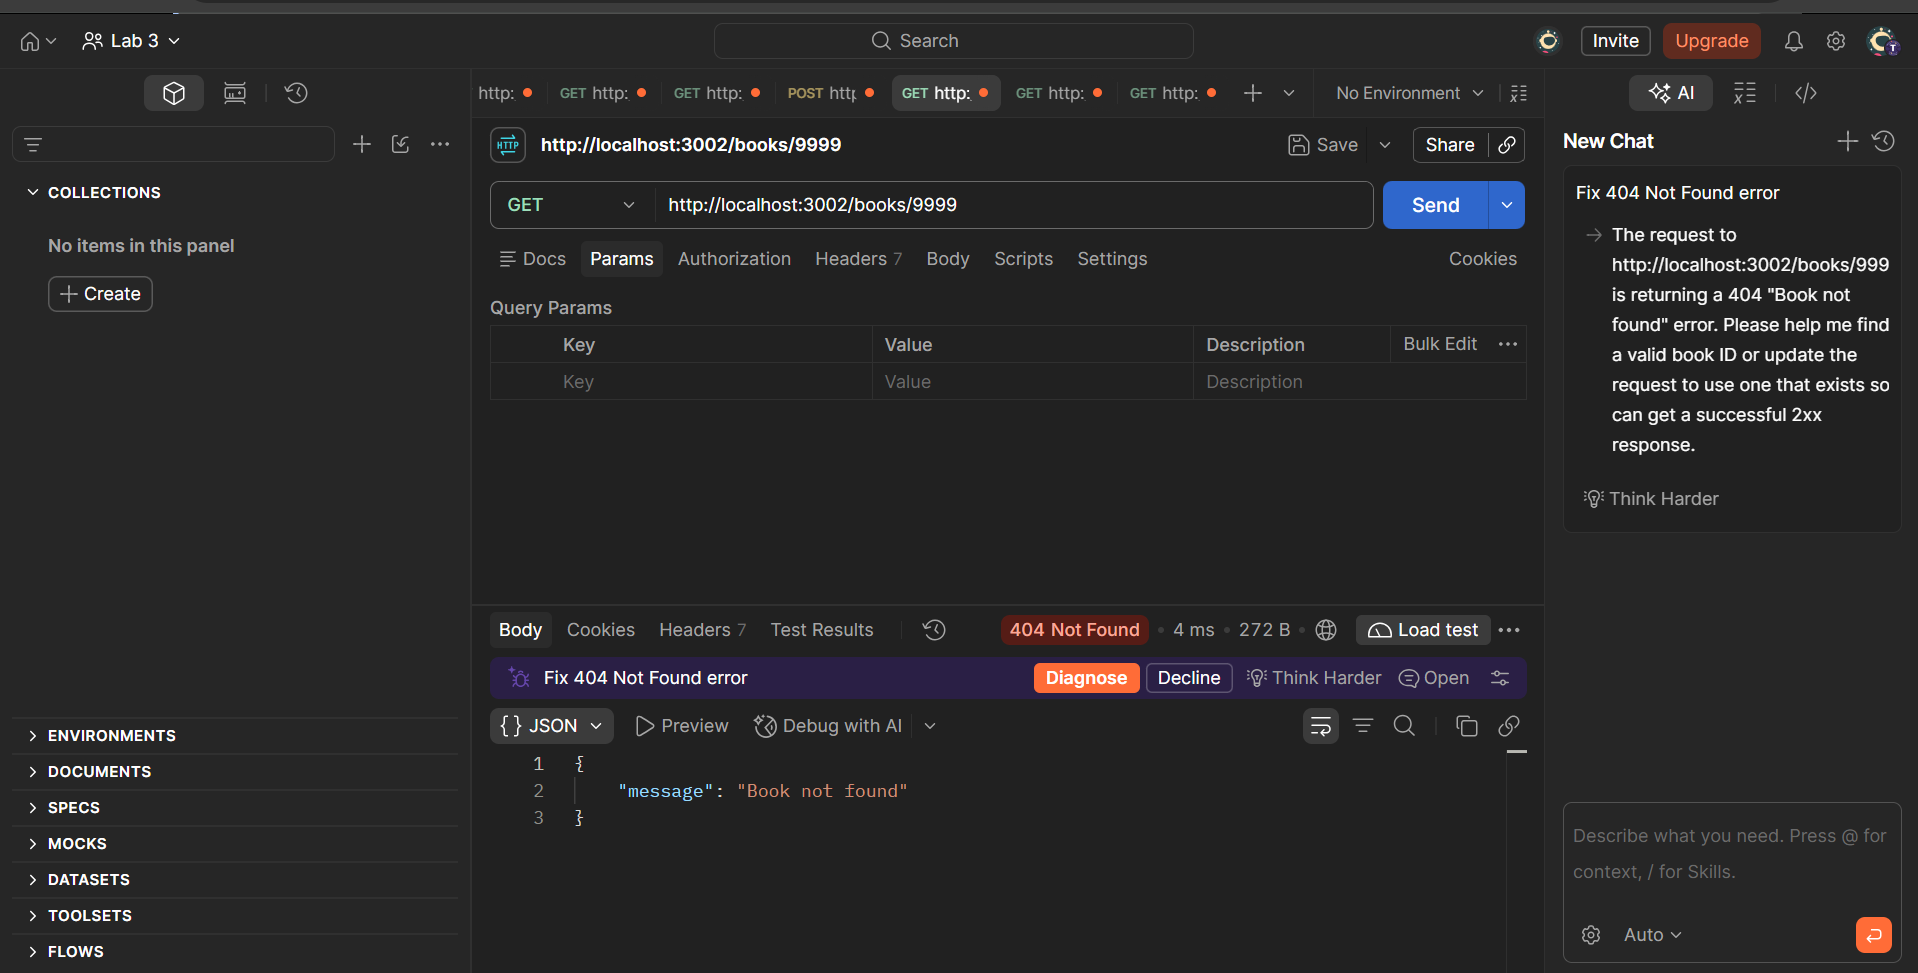 Lab 3
Search
Invite
Upgrade
T
http:
GET http:
GET http:
POST http
GET http:
GET http:
GET http:
No Environment
AI
HTTP
http://localhost:3002/books/9999
Save
Share
New Chat
COLLECTIONS
No items in this panel
Create
GET
http://localhost:3002/books/9999
Send
Docs
Params
Authorization
Headers 7
Body
Scripts
Settings
Cookies
Query Params
Key
Value
Description
Bulk Edit
Key
Value
Description
Fix 404 Not Found error
The request to
http://localhost:3002/books/999
is returning a 404 "Book not
found" error. Please help me find
a valid book ID or update the
request to use one that exists so
can get a successful 2xx
response.
Think Harder
Body
Cookies
Headers 7
Test Results
404 Not Found
4 ms
272 B
Load test
Fix 404 Not Found error
Diagnose
Decline
Think Harder
Open
{} JSON
Preview
Debug with AI
1 {
2 "message": "Book not found"
3 }
ENVIRONMENTS
DOCUMENTS
SPECS
MOCKS
DATASETS
TOOLSETS
FLOWS
Describe what you need. Press @ for
context, / for Skills.
Auto